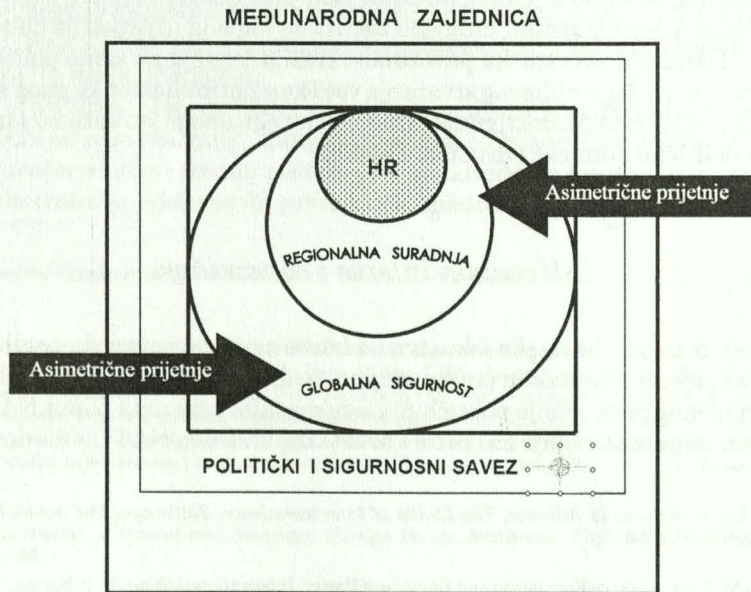 MEĐUNARODNA ZAJEDNICA
HR
Asimetrične prijetnje
REGIONALNA SURADNJA
Asimetrične prijetnje
GLOBALNA SIGURNOST
POLITIČKI I SIGURNOSNI SAVEZ